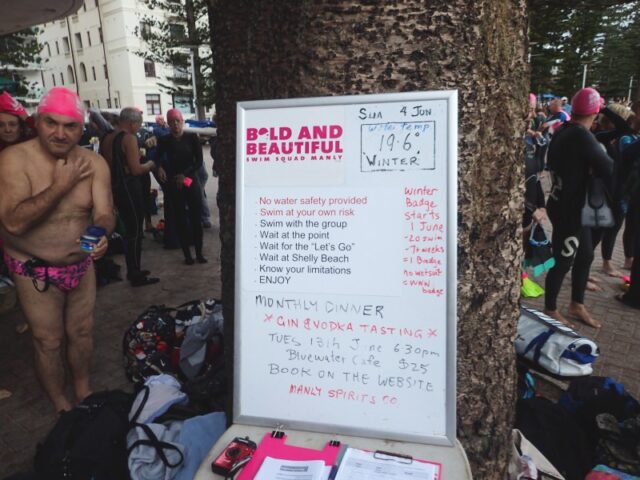 SUN 4 JUN
BOLD AND
BEAUTIFUL
SWIM SQUAD MANLY
Water temp
19.6°
WINTER
No water safety provided
Swim at your own risk
Swim with the group
Wait at the point
Wait for the "Let's Go"
Wait at Shelly Beach
Know your limitations
ENJOY
Winter
Badge
starts
1 June
-20 swim
-7+ weeks
=1 Badge
no wetsuit
badge
MONTHLY DINNER
* GIN & VODKA TASTING *
TUES 13th June 6:30pm
Bluewater Cafe $25
BOOK ON THE WEBSITE
MANLY SPIRITS CO